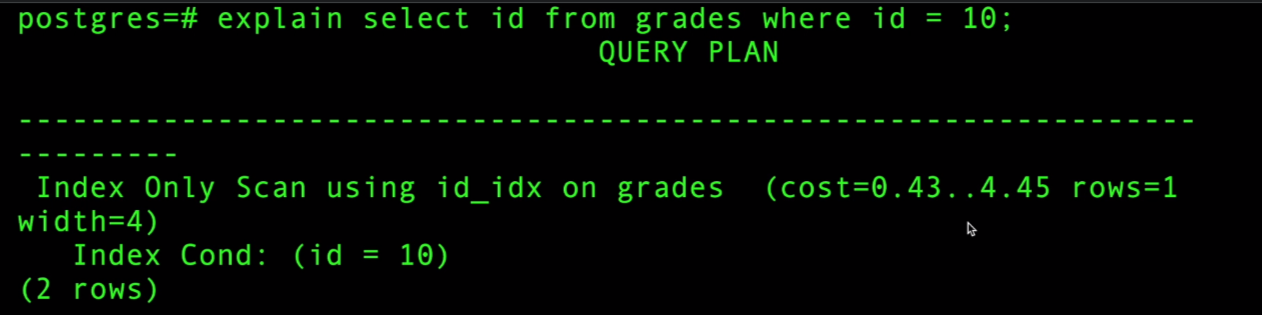 postgres=# explain select id from grades where id = 10;
QUERY PLAN
-----------------------------------------------------------------
---------
Index Only Scan using id_idx on grades  (cost=0.43..4.45 rows=1
width=4)
Index Cond: (id = 10)
(2 rows)